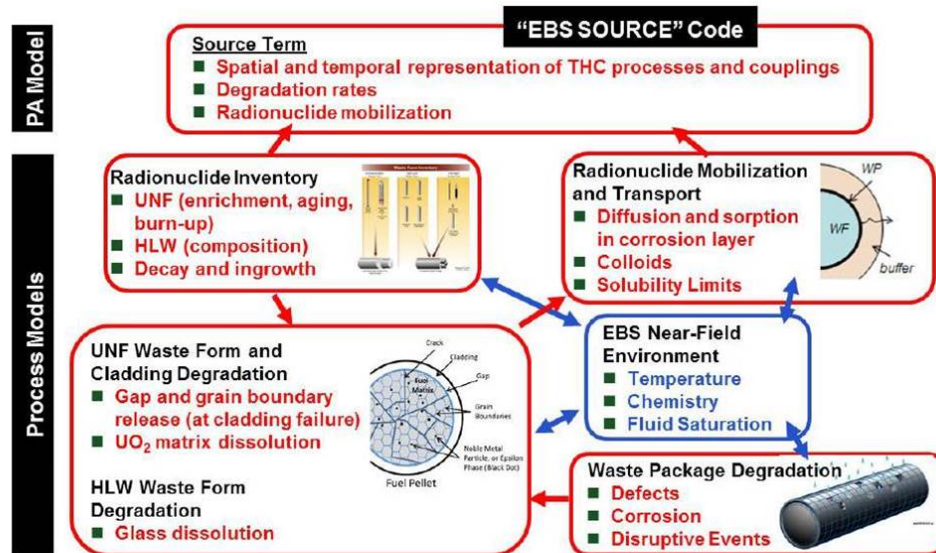 "EBS SOURCE" Code
PA Model
Source Term
Spatial and temporal representation of THC processes and couplings
Degradation rates
Radionuclide mobilization
Process Models
Radionuclide Inventory
UNF (enrichment, aging,
burn-up)
HLW (composition)
Decay and ingrowth
Radionuclide Mobilization
and Transport
Diffusion and sorption
in corrosion layer
Colloids
Solubility Limits
WP
WF
buffer
UNF Waste Form and
Cladding Degradation
Gap and grain boundary
release (at cladding failure)
UO2 matrix dissolution
HLW Waste Form
Degradation
Glass dissolution
Crack
Cladding
Gap
Fuel
Matrix
Grain
Boundaries
Noble Metal
Particle, or Epsilon
Phase (Black Dot)
Fuel Pellet
EBS Near-Field
Environment
Temperature
Chemistry
Fluid Saturation
Waste Package Degradation
Defects
Corrosion
Disruptive Events